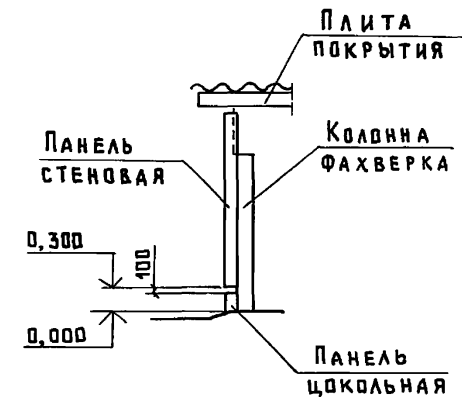 ПЛИТА
ПОКРЫТИЯ
ПАНЕЛЬ
СТЕНОВАЯ
КОЛОННА
ФАХВЕРКА
0,300
100
0,000
ПАНЕЛЬ
ЦОКОЛЬНАЯ